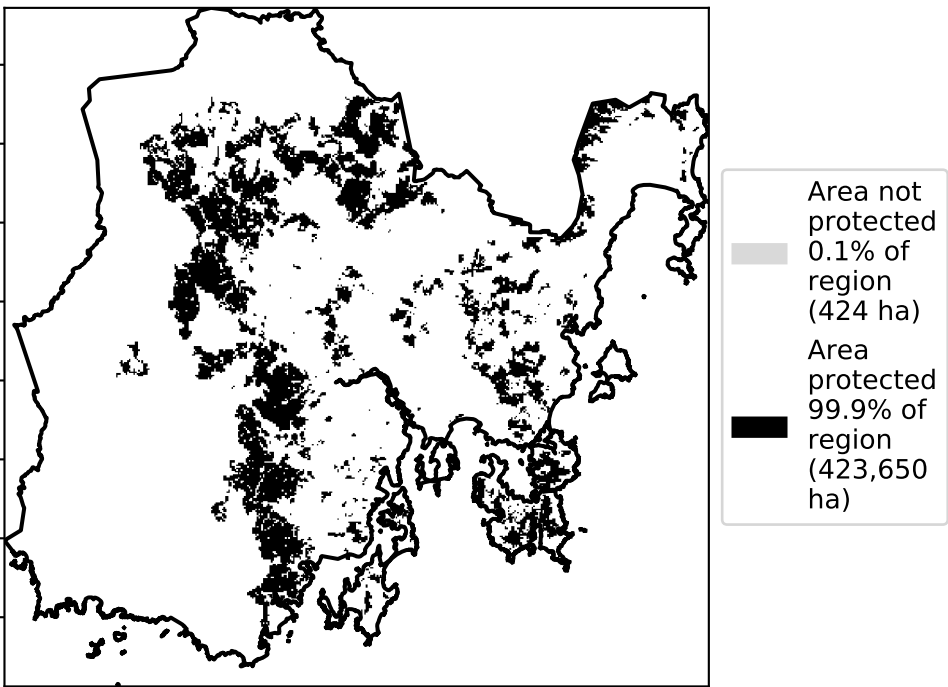 Area not
protected
0.1% of
region
(424 ha)
Area
protected
99.9% of
region
(423,650
ha)